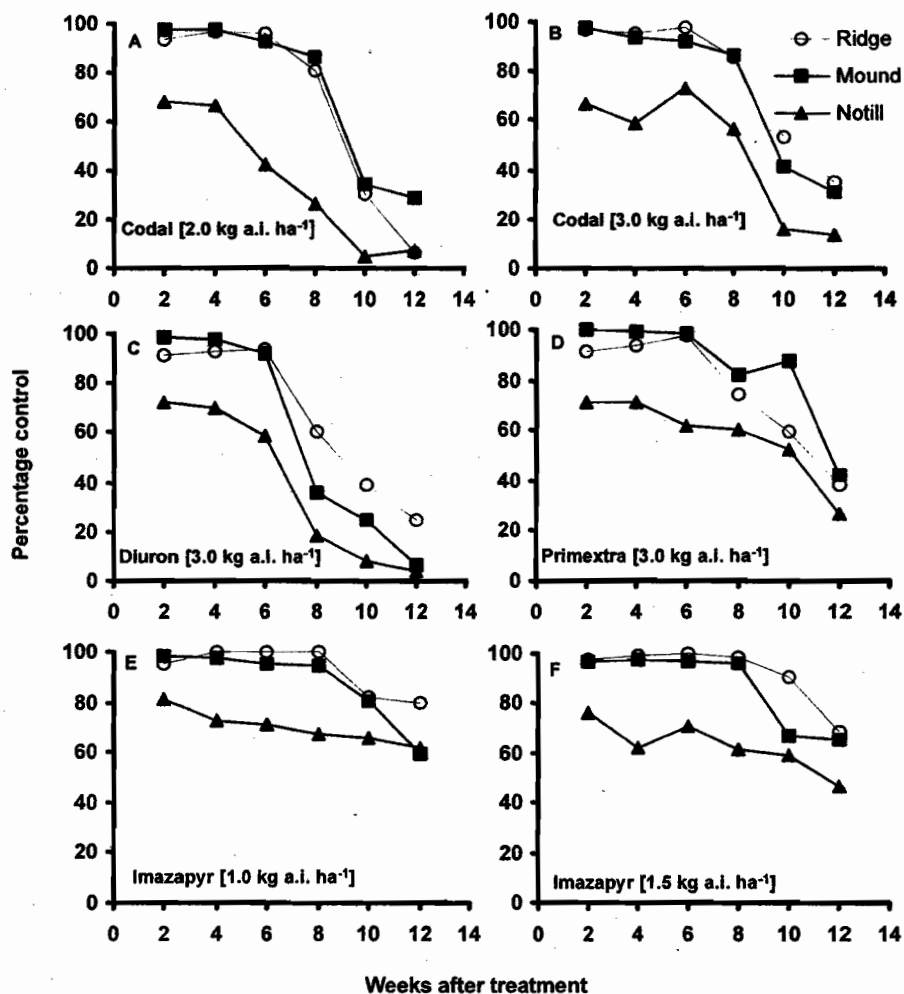 A
100
80
60
40
20
0
Codal [2.0 kg a.i. ha⁻¹]
0 2 4 6 8 10 12 14
B
100
80
60
40
20
0
Codal [3.0 kg a.i. ha⁻¹]
0 2 4 6 8 10 12 14
Ridge
Mound
Notill
C
100
80
60
40
20
0
Diuron [3.0 kg a.i. ha⁻¹]
0 2 4 6 8 10 12 14
D
100
80
60
40
20
0
Primextra [3.0 kg a.i. ha⁻¹]
0 2 4 6 8 10 12 14
Percentage control
E
100
80
60
40
20
0
Imazapyr [1.0 kg a.i. ha⁻¹]
0 2 4 6 8 10 12 14
F
100
80
60
40
20
0
Imazapyr [1.5 kg a.i. ha⁻¹]
0 2 4 6 8 10 12 14
Weeks after treatment